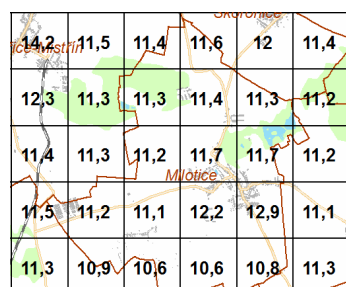 Skoronice
14,2 11,5 11,4 11,6 12 11,4
12,3 11,3 11,3 11,4 11,3 11,2
11,4 11,3 11,2 11,7 11,7 11,2
Milotice
11,5 11,2 11,1 12,2 12,9 11,1
11,3 10,9 10,6 10,6 10,8 11,3